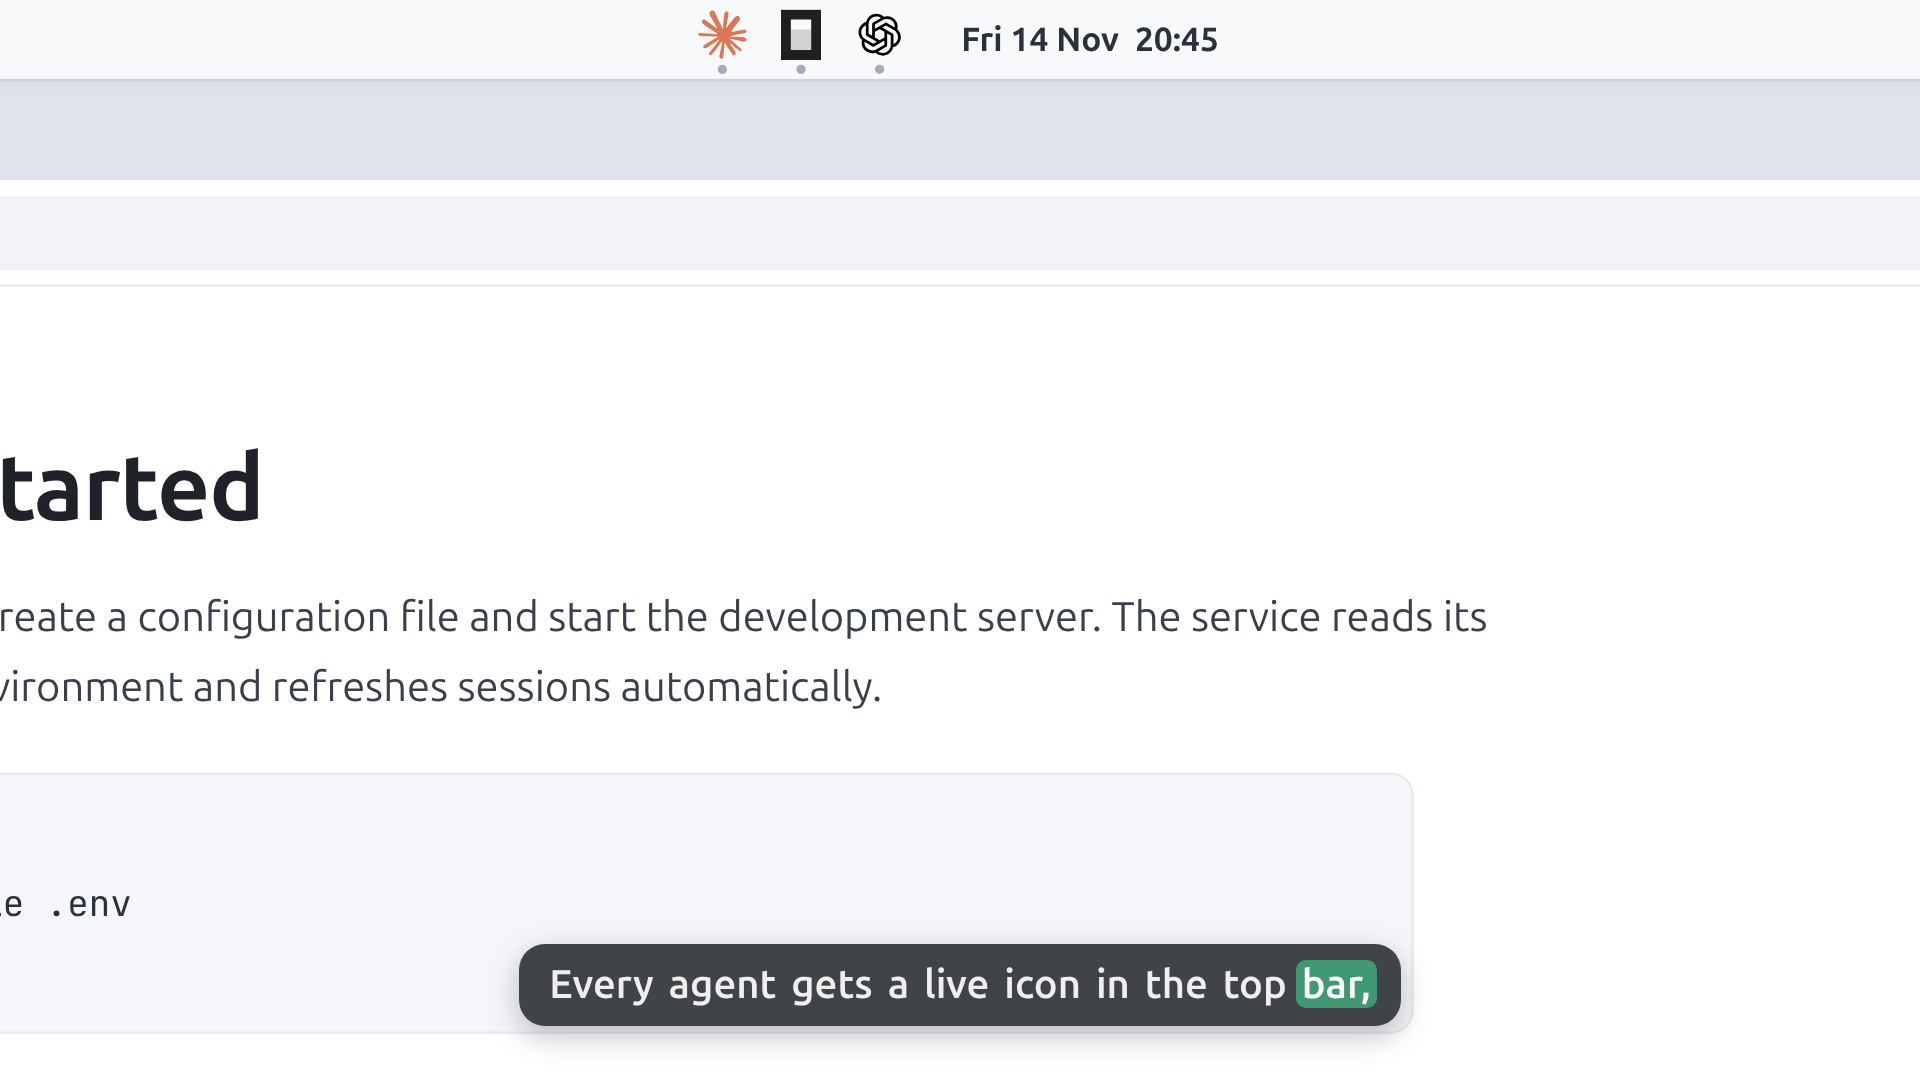 Fri 14 Nov 20:45
tarted
reate a configuration file and start the development server. The service reads its
vironment and refreshes sessions automatically.
e .env
Every agent gets a live icon in the top bar,